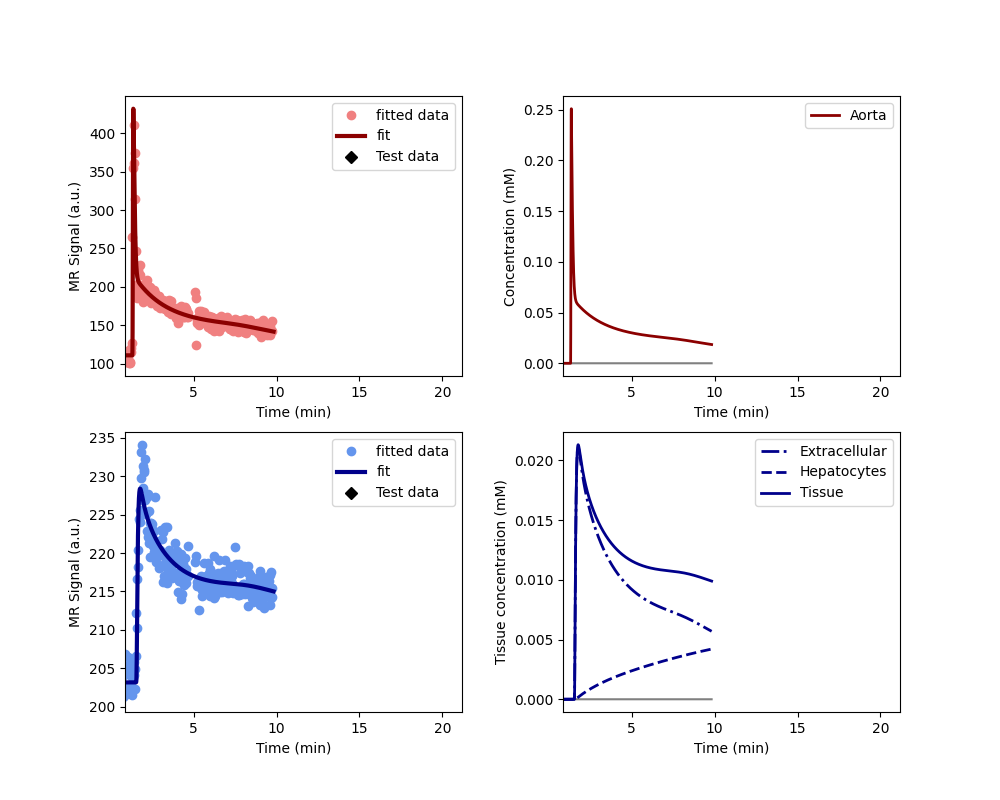 MR Signal (a.u.)
400
350
300
250
200
150
100
5
10
15
20
Time (min)
fitted data
fit
Test data
Concentration (mM)
0.25
0.20
0.15
0.10
0.05
0.00
5
10
15
20
Time (min)
Aorta
MR Signal (a.u.)
235
230
225
220
215
210
205
200
5
10
15
20
Time (min)
fitted data
fit
Test data
Tissue concentration (mM)
0.020
0.015
0.010
0.005
0.000
5
10
15
20
Time (min)
Extracellular
Hepatocytes
Tissue